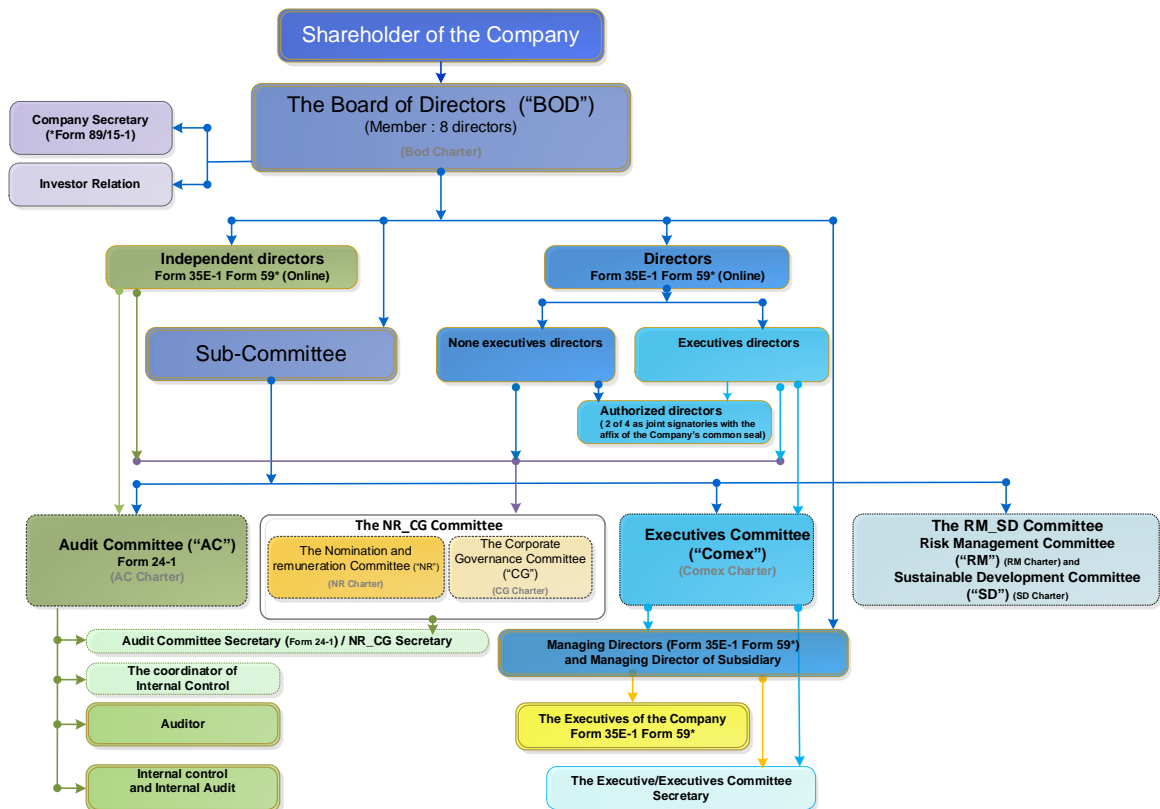 Shareholder of the Company
The Board of Directors (“BOD”)
(Member : 8 directors)
(Bod Charter)
Company Secretary
(*Form 89/15-1)
Investor Relation
Independent directors
Form 35E-1 Form 59* (Online)
Directors
Form 35E-1 Form 59* (Online)
Sub-Committee
None executives directors
Executives directors
Authorized directors
( 2 of 4 as joint signatories with the
affix of the Company's common seal)
Audit Committee (“AC”)
Form 24-1
(AC Charter)
The NR_CG Committee
The Nomination and
remuneration Committee (“NR”)
(NR Charter)
The Corporate
Governance Committee
(“CG”)
(CG Charter)
Executives Committee
(“Comex”)
(Comex Charter)
The RM_SD Committee
Risk Management Committee
(“RM”) (RM Charter) and
Sustainable Development Committee
(“SD”) (SD Charter)
Audit Committee Secretary (Form 24-1) / NR_CG Secretary
Managing Directors (Form 35E-1 Form 59*)
and Managing Director of Subsidiary
The coordinator of
Internal Control
Auditor
The Executives of the Company
Form 35E-1 Form 59*
Internal control
and Internal Audit
The Executive/Executives Committee
Secretary